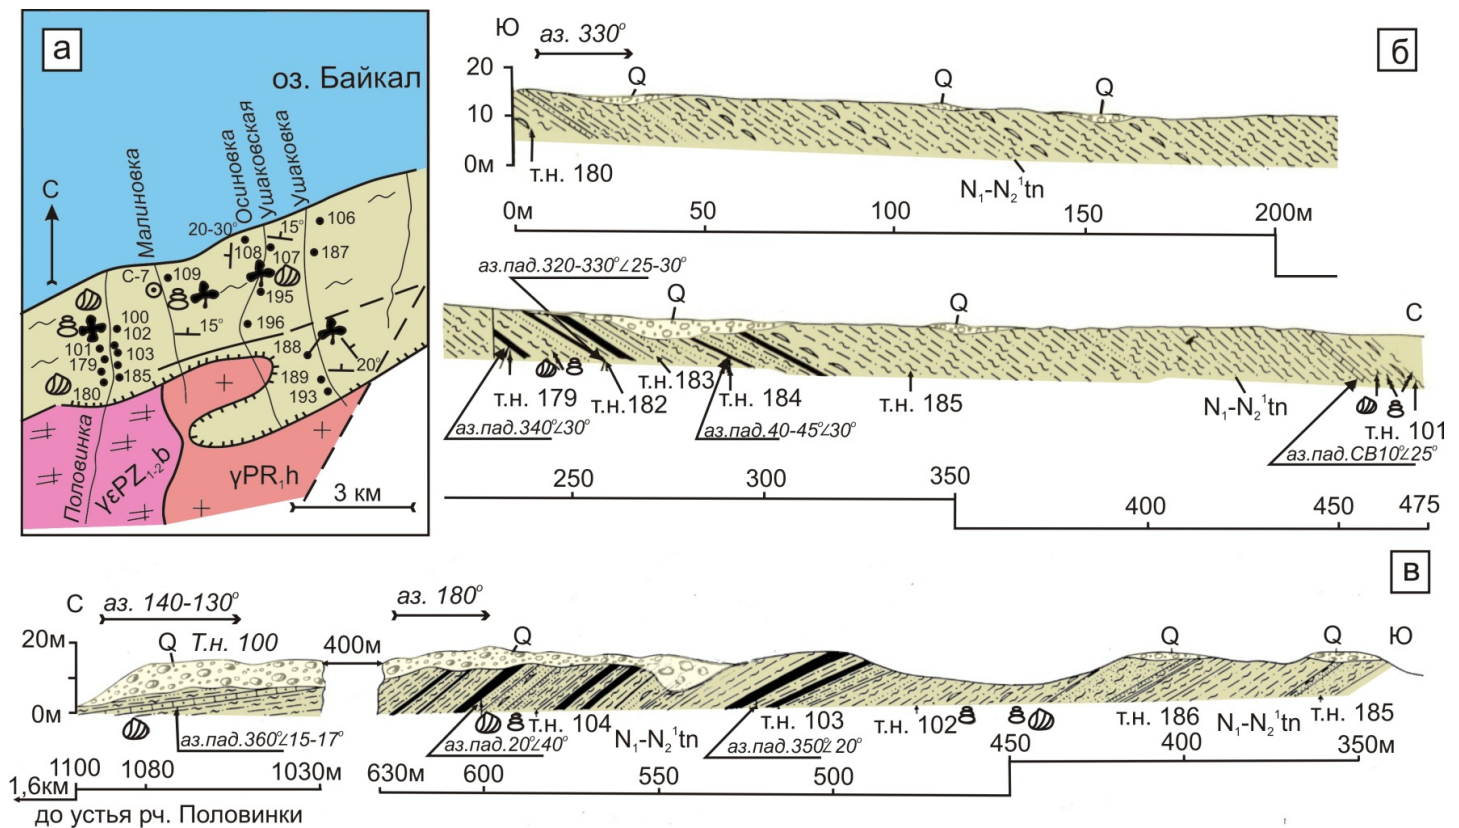 а
оз. Байкал
С
Малиновка
Осиновка
Ушаковская
Ушаковка
20-30°
15°
106
108
107
187
С-7
109
195
100
102
15°
196
101
103
188
179
20°
185
189
180
193
Половинка
γεPZ₁₋₂b
γPR₁h
3 км
б
Ю
аз. 330°
20
10
0м
Q
Q
Q
т.н. 180
N₁-N₂¹tn
0м
50
100
150
200м
аз.пад.320-330°∠25-30°
Q
Q
С
т.н. 179
т.н.182
т.н.183
т.н. 184
т.н. 185
N₁-N₂¹tn
т.н. 101
аз.пад.340°∠30°
аз.пад.40-45°∠30°
аз.пад.СВ10°∠25°
250
300
350
400
450
475
в
С
аз. 140-130°
аз. 180°
20м
0м
Q
Т.н. 100
400м
Q
Q
Q
Ю
т.н. 104
N₁-N₂¹tn
т.н. 103
т.н. 102
т.н. 186
N₁-N₂¹tn
т.н. 185
аз.пад.360°∠15-17°
аз.пад.20°∠40°
аз.пад.350°∠20°
1100
1080
1030м
630м
600
550
500
450
400
350м
1,6км
до устья рч. Половинки